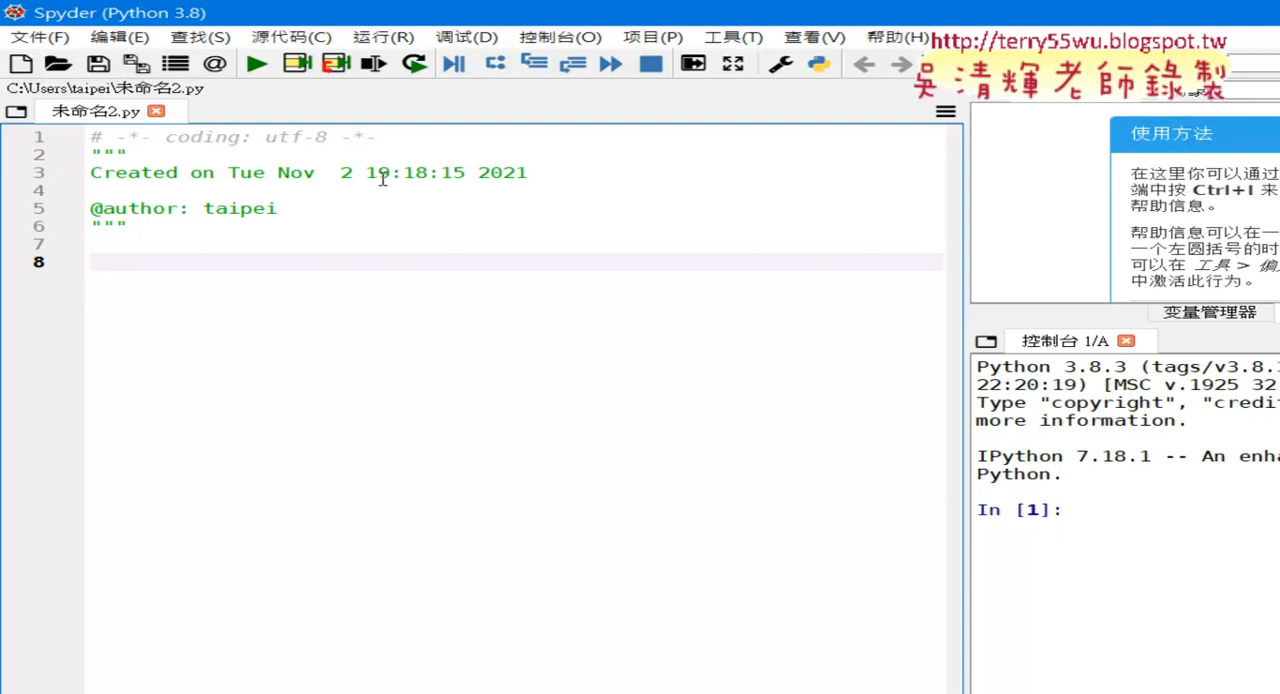 Spyder (Python 3.8)
文件(F) 编辑(E) 查找(S) 源代码(C) 运行(R) 调试(D) 控制台(O) 项目(P) 工具(T) 查看(V) 帮助(H)
http://terry55wu.blogspot.tw
吳清輝老師錄製
C:\Users\taipei\未命名2.py
未命名2.py
1 # -*- coding: utf-8 -*-
2 """
3 Created on Tue Nov  2 19:18:15 2021
4
5 @author: taipei
6 """
7
8
使用方法
在这里你可以通过
端中按 Ctrl+I 来
帮助信息。
帮助信息可以在一
一个左圆括号的时
可以在 工具 >
中激活此行为。
变量管理器
控制台 1/A
Python 3.8.3 (tags/v3.8.
22:20:19) [MSC v.1925 32
Type "copyright", "credi
more information.
IPython 7.18.1 -- An enha
Python.
In [1]: